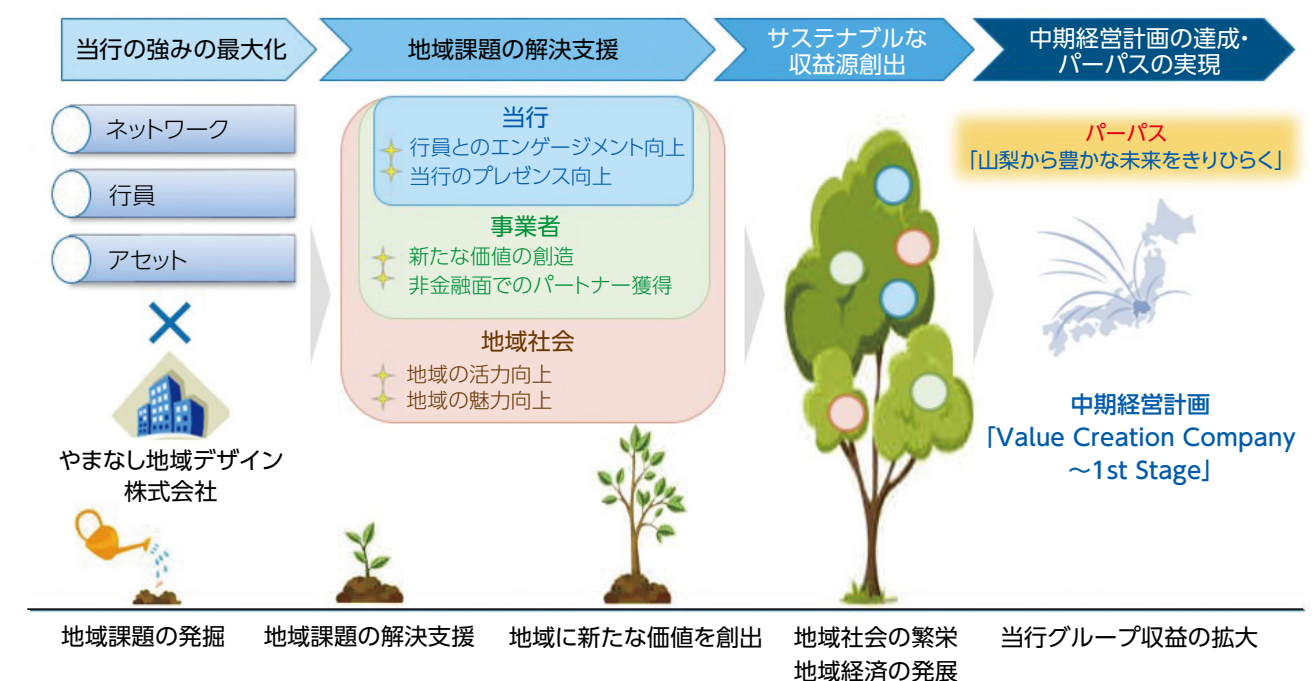 当行の強みの最大化
地域課題の解決支援
サステナブルな
収益源創出
中期経営計画の達成・
パーパスの実現
ネットワーク
行員
アセット
やまなし地域デザイン
株式会社
当行
行員とのエンゲージメント向上
当行のプレゼンス向上
事業者
新たな価値の創造
非金融面でのパートナー獲得
地域社会
地域の活力向上
地域の魅力向上
パーパス
「山梨から豊かな未来をきりひらく」
中期経営計画
「Value Creation Company
~1st Stage」
地域課題の発掘
地域課題の解決支援
地域に新たな価値を創出
地域社会の繁栄
地域経済の発展
当行グループ収益の拡大